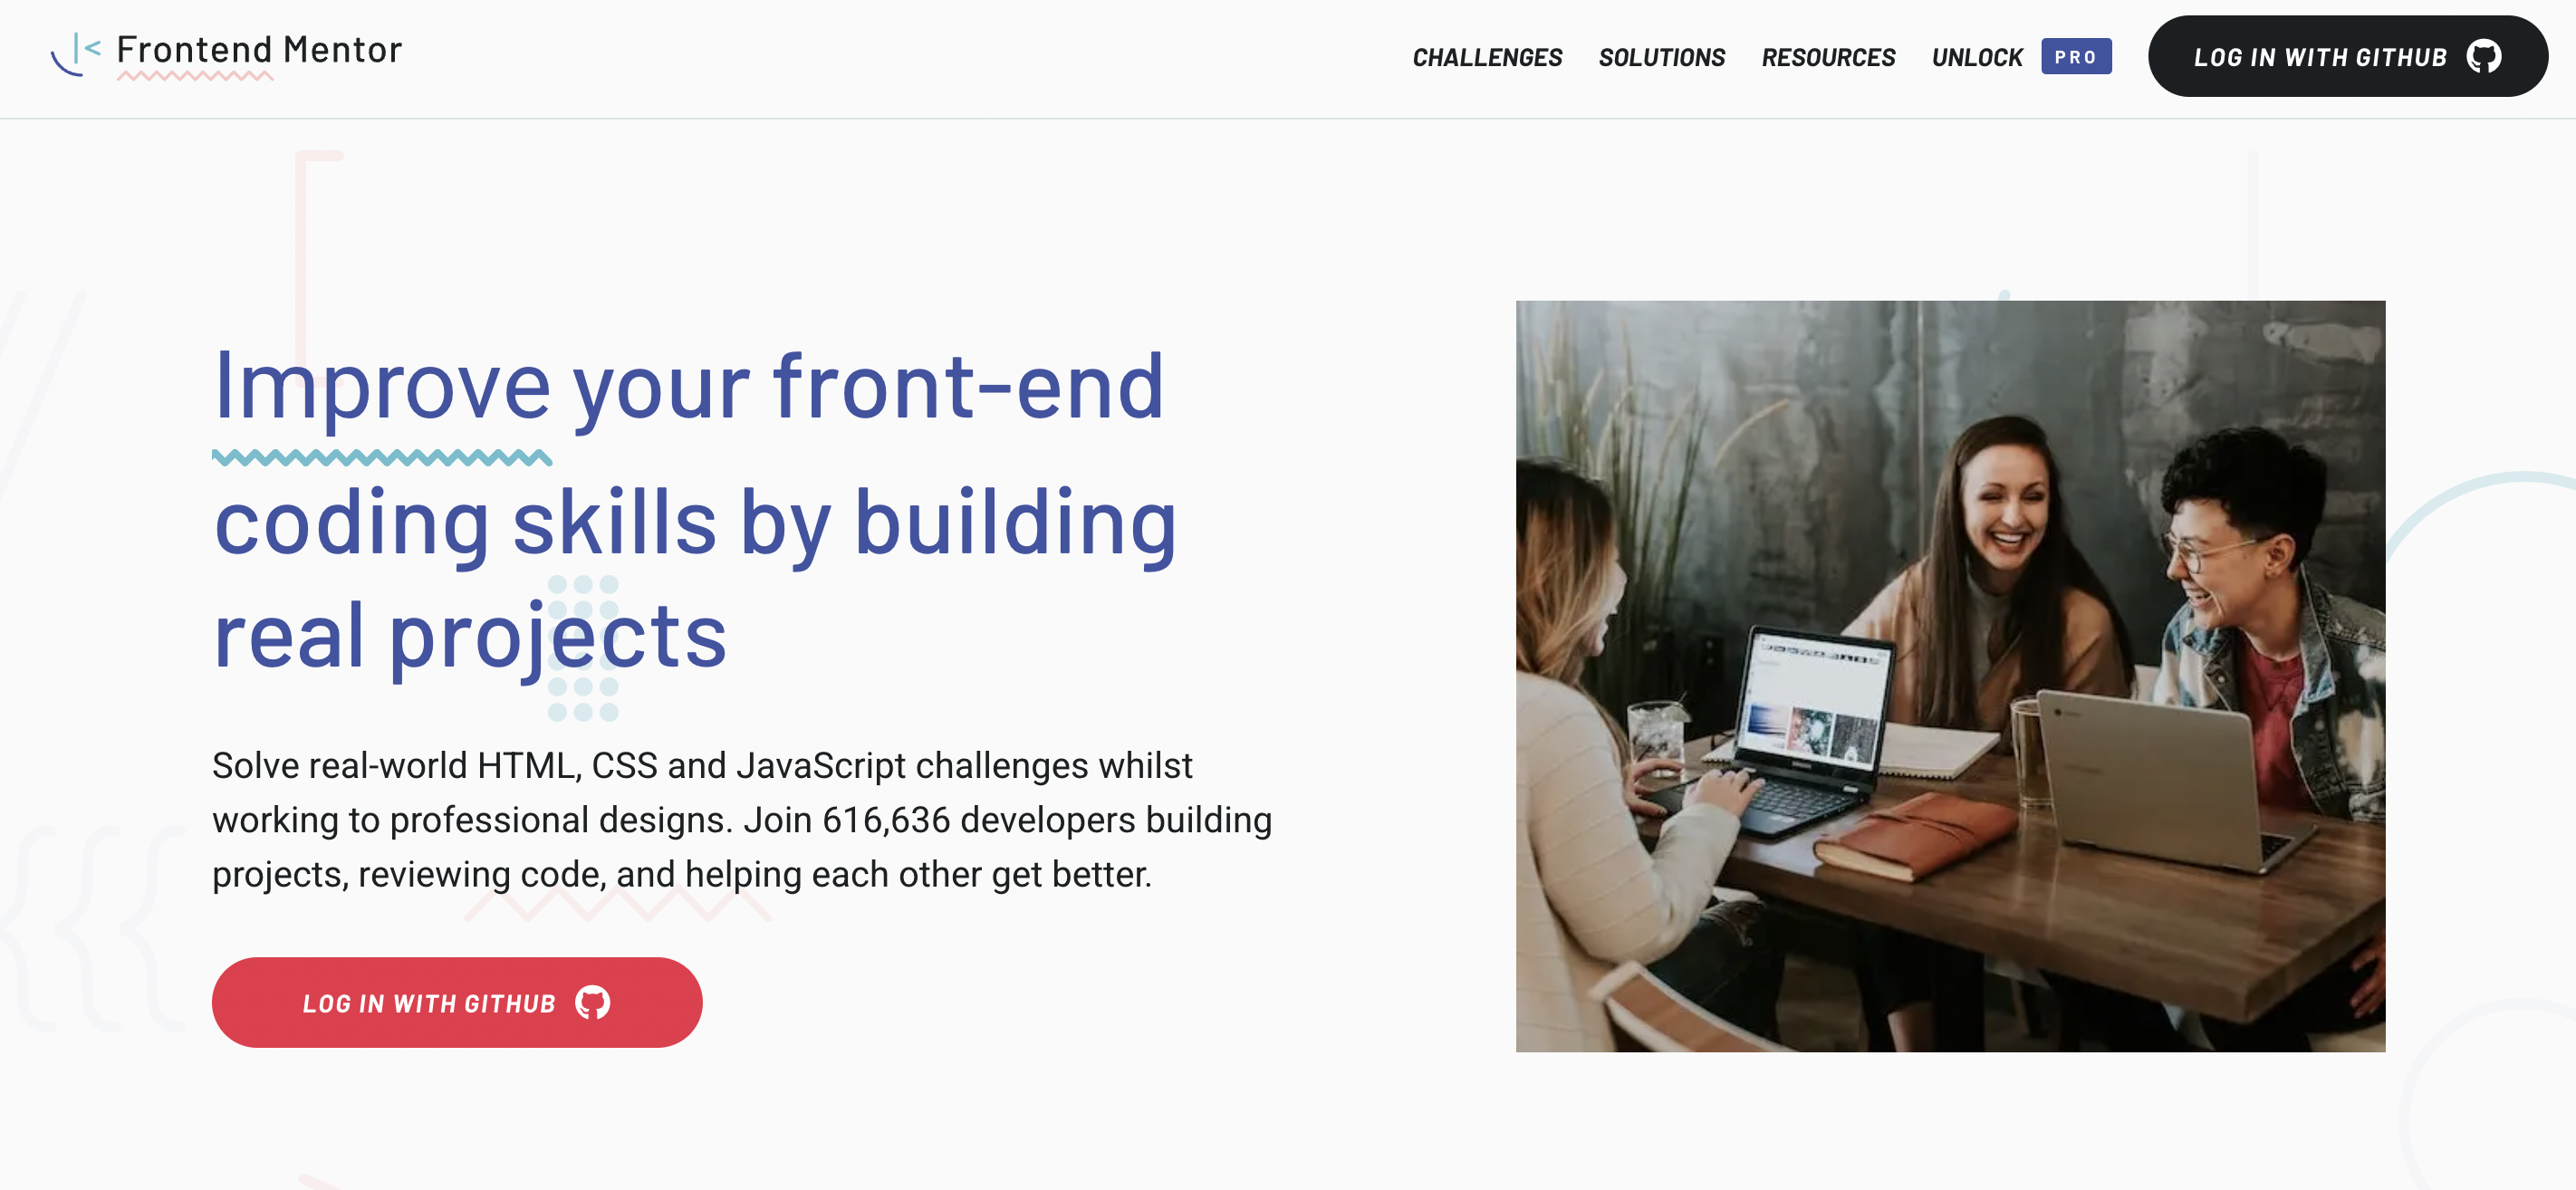 Frontend Mentor
CHALLENGES SOLUTIONS RESOURCES UNLOCK PRO LOG IN WITH GITHUB
Improve your front-end
coding skills by building
real projects
Solve real-world HTML, CSS and JavaScript challenges whilst
working to professional designs. Join 616,636 developers building
projects, reviewing code, and helping each other get better.
LOG IN WITH GITHUB